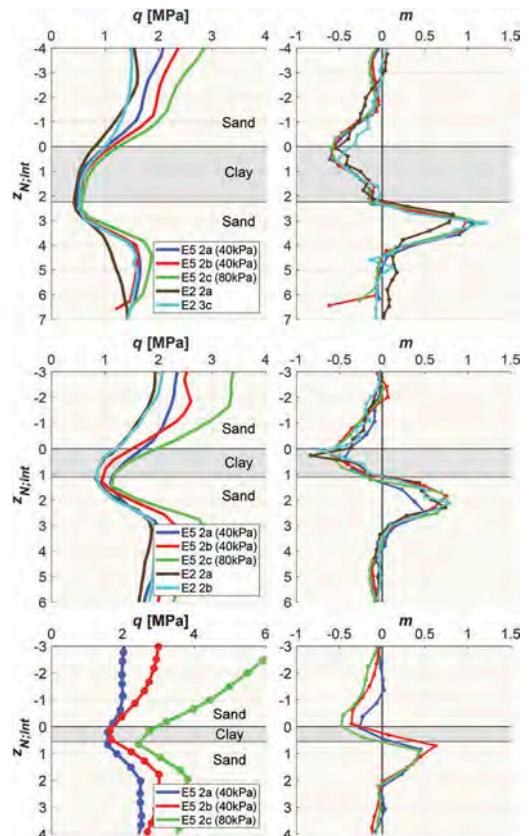 q [MPa]
m
0 2 4 6
-1 -0.5 0 0.5 1 1.5
-4
-2
-1
0
1
2
3
4
5
6
7
z_N;int
Sand
Clay
Sand
E5 2a (40kPa)
E5 2b (40kPa)
E5 2c (80kPa)
E2 2a
E2 3c
q [MPa]
m
0 1 2 3 4
-1 -0.5 0 0.5 1 1.5
-3
-2
-1
0
1
2
3
4
5
6
z_N;int
Sand
Clay
Sand
E5 2a (40kPa)
E5 2b (40kPa)
E5 2c (80kPa)
E2 2a
E2 2b
q [MPa]
m
0 2 4 6
-1 -0.5 0 0.5 1 1.5
-3
-2
-1
0
1
2
3
4
z_N;int
Sand
Clay
Sand
E5 2a (40kPa)
E5 2b (40kPa)
E5 2c (80kPa)